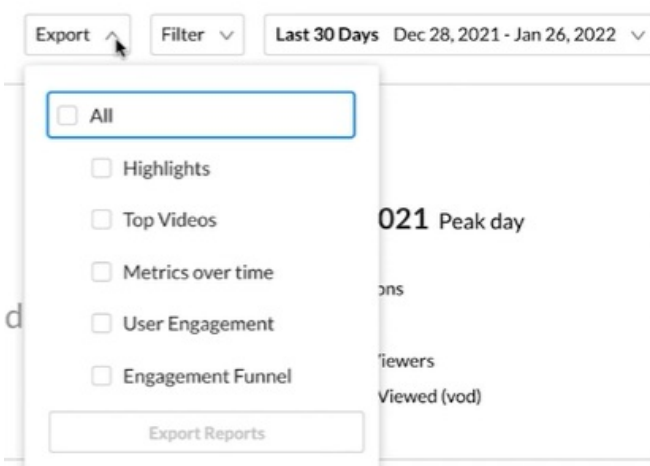 Export Filter Last 30 Days Dec 28, 2021 - Jan 26, 2022
All
Highlights
Top Videos
021 Peak day
Metrics over time
ons
d
User Engagement
iewers
Engagement Funnel
Viewed (vod)
Export Reports